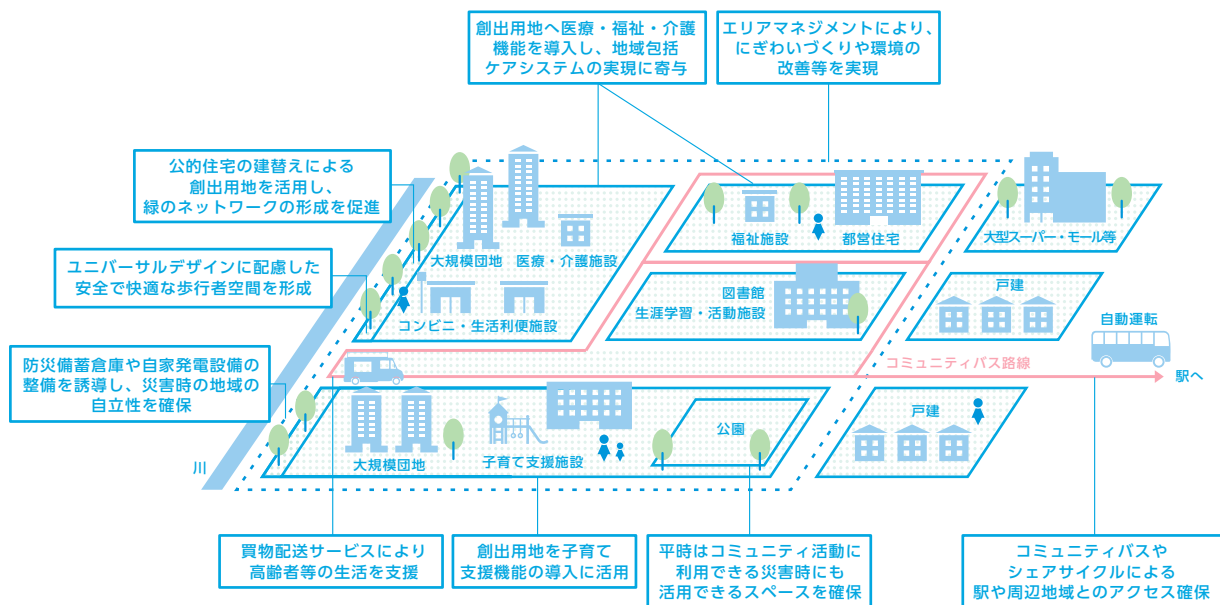 創出用地へ医療・福祉・介護
機能を導入し、地域包括
ケアシステムの実現に寄与
エリアマネジメントにより、
にぎわいづくりや環境の
改善等を実現
公的住宅の建替えによる
創出用地を活用し、
緑のネットワークの形成を促進
ユニバーサルデザインに配慮した
安全で快適な歩行者空間を形成
防災備蓄倉庫や自家発電設備の
整備を誘導し、災害時の地域の
自立性を確保
大規模団地
医療・介護施設
コンビニ・生活利便施設
福祉施設
都営住宅
大型スーパー・モール等
図書館
生涯学習・活動施設
戸建
自動運転
コミュニティバス路線
駅へ
大規模団地
子育て支援施設
公園
戸建
川
買物配送サービスにより
高齢者等の生活を支援
創出用地を子育て
支援機能の導入に活用
平時はコミュニティ活動に
利用できる災害時にも
活用できるスペースを確保
コミュニティバスや
シェアサイクルによる
駅や周辺地域とのアクセス確保